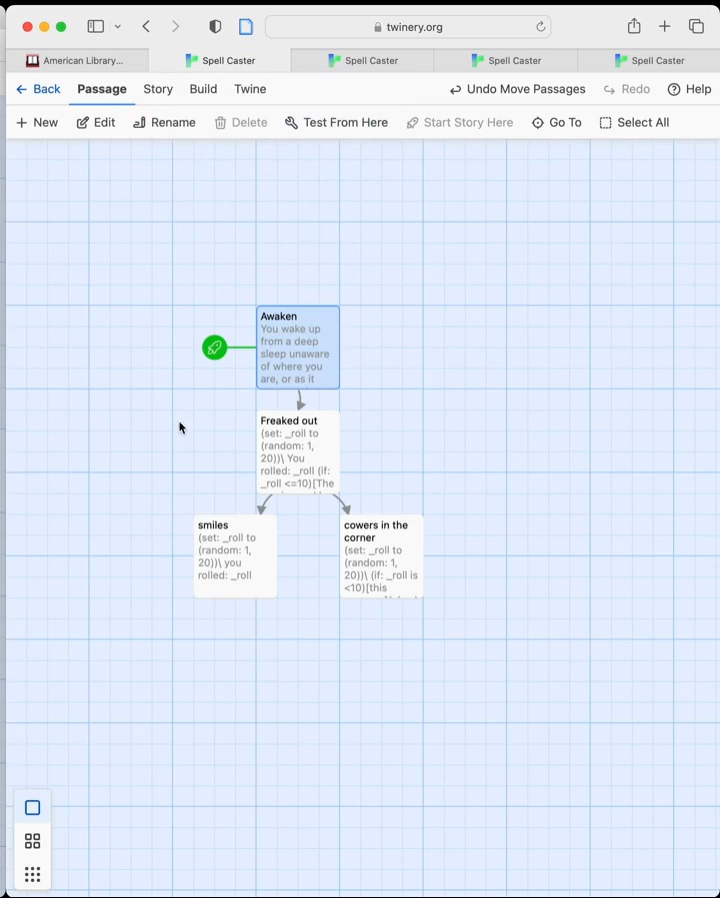 twinery.org
American Library...
Spell Caster
Spell Caster
Spell Caster
Spell Caster
Back
Passage
Story
Build
Twine
Undo Move Passages
Redo
Help
New
Edit
Rename
Delete
Test From Here
Start Story Here
Go To
Select All
Awaken
You wake up
from a deep
sleep unaware
of where you
are, or as it
Freaked out
(set: _roll to
(random: 1,
20))\ You
rolled: _roll (if:
_roll <=10)[The
smiles
(set: _roll to
(random: 1,
20))\ you
rolled: _roll
cowers in the
corner
(set: _roll to
(random: 1,
20))\ (if: _roll is
<10)[this